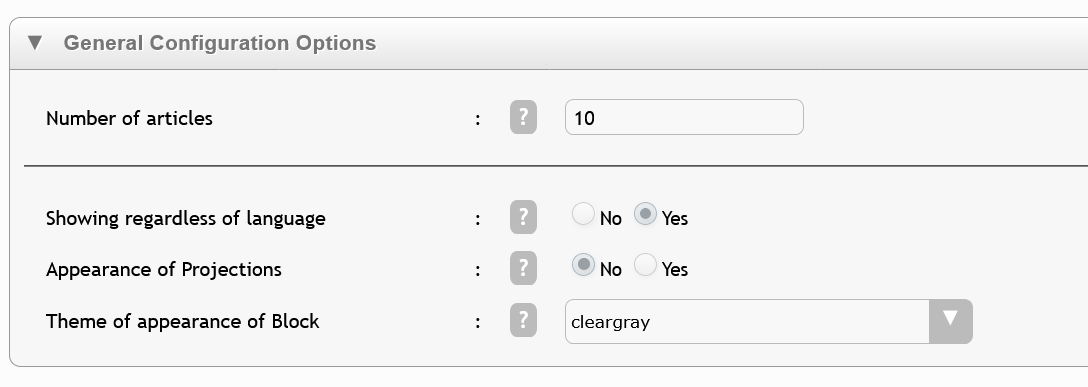 General Configuration Options
Number of articles : ? 10
Showing regardless of language : ? No Yes
Appearance of Projections : ? No Yes
Theme of appearance of Block : ? cleargray